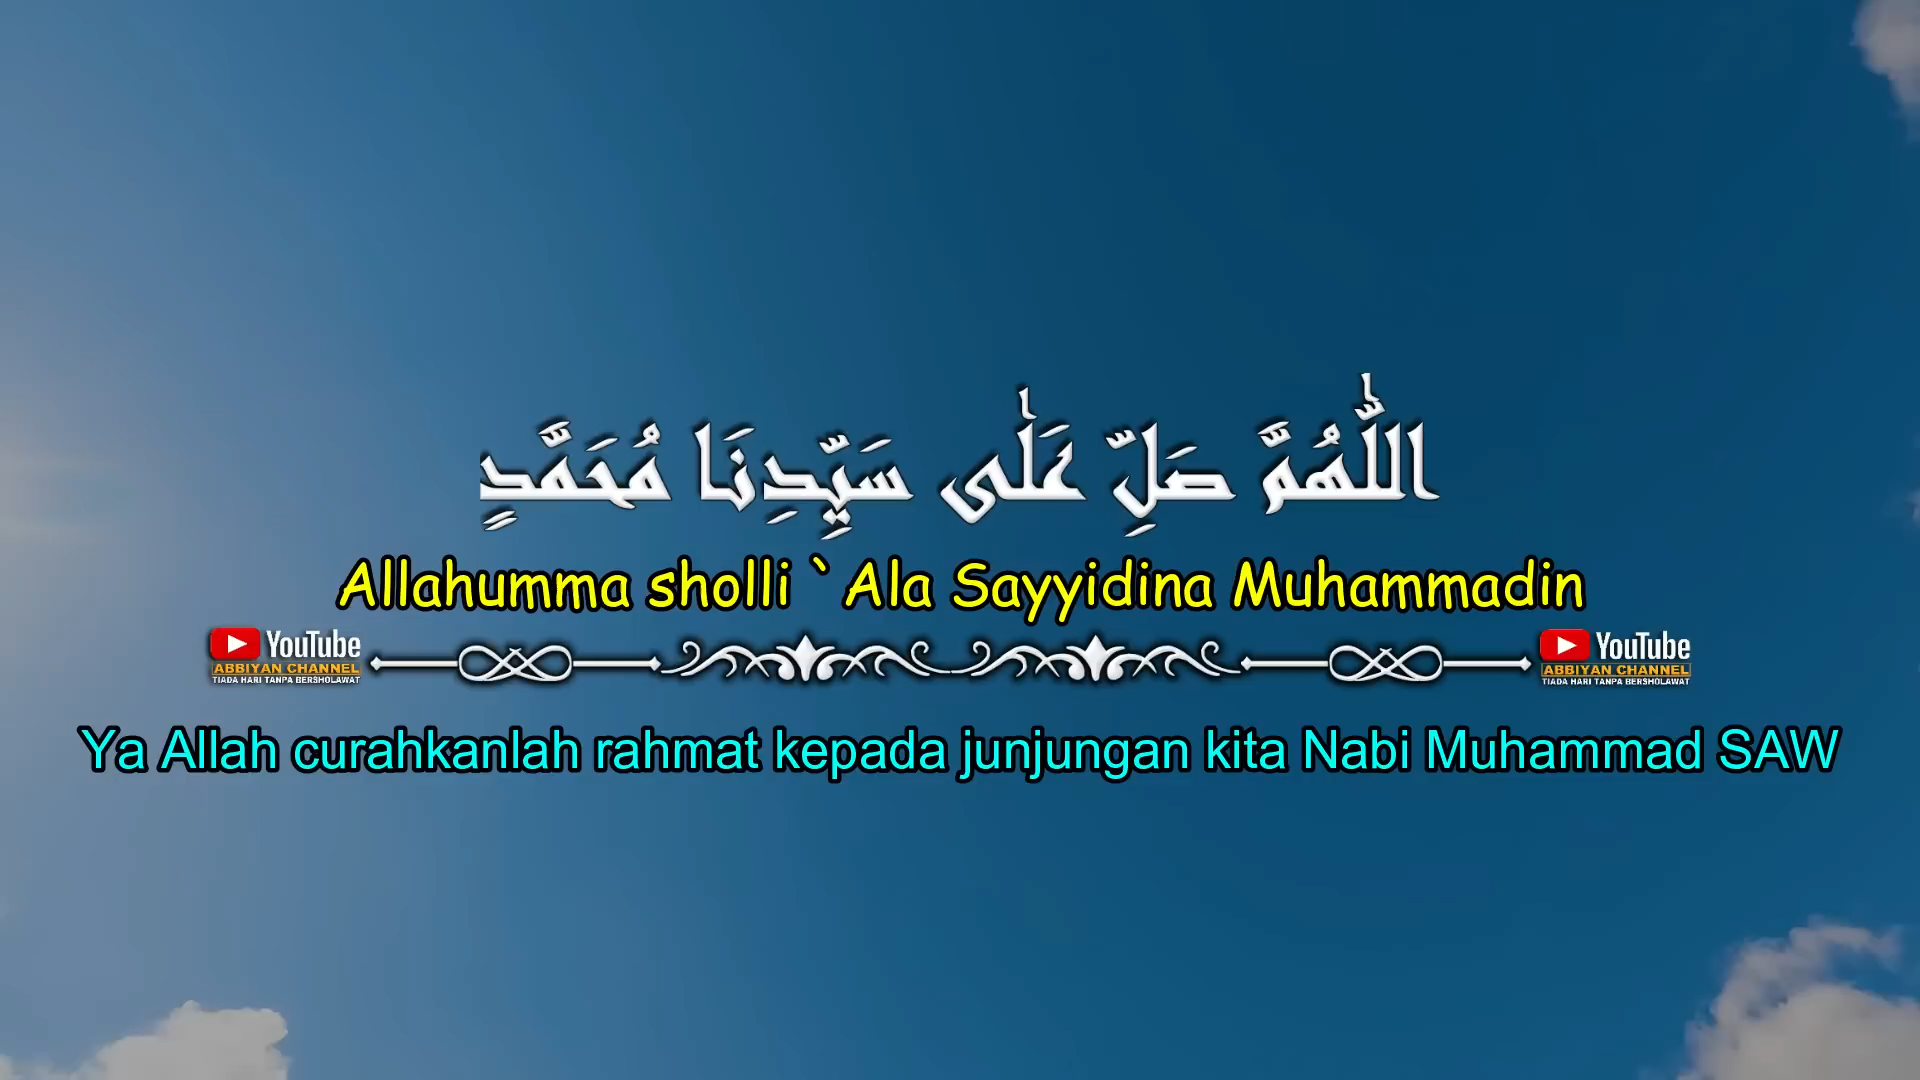 اللّٰهُمَّ صَلِّ عَلٰى سَيِّدِنَا مُحَمَّدٍ
Allahumma sholli `Ala Sayyidina Muhammadin
YouTube
ABBIYAN CHANNEL
TIADA HARI TANPA BERSHOLAWAT
YouTube
ABBIYAN CHANNEL
TIADA HARI TANPA BERSHOLAWAT
Ya Allah curahkanlah rahmat kepada junjungan kita Nabi Muhammad SAW